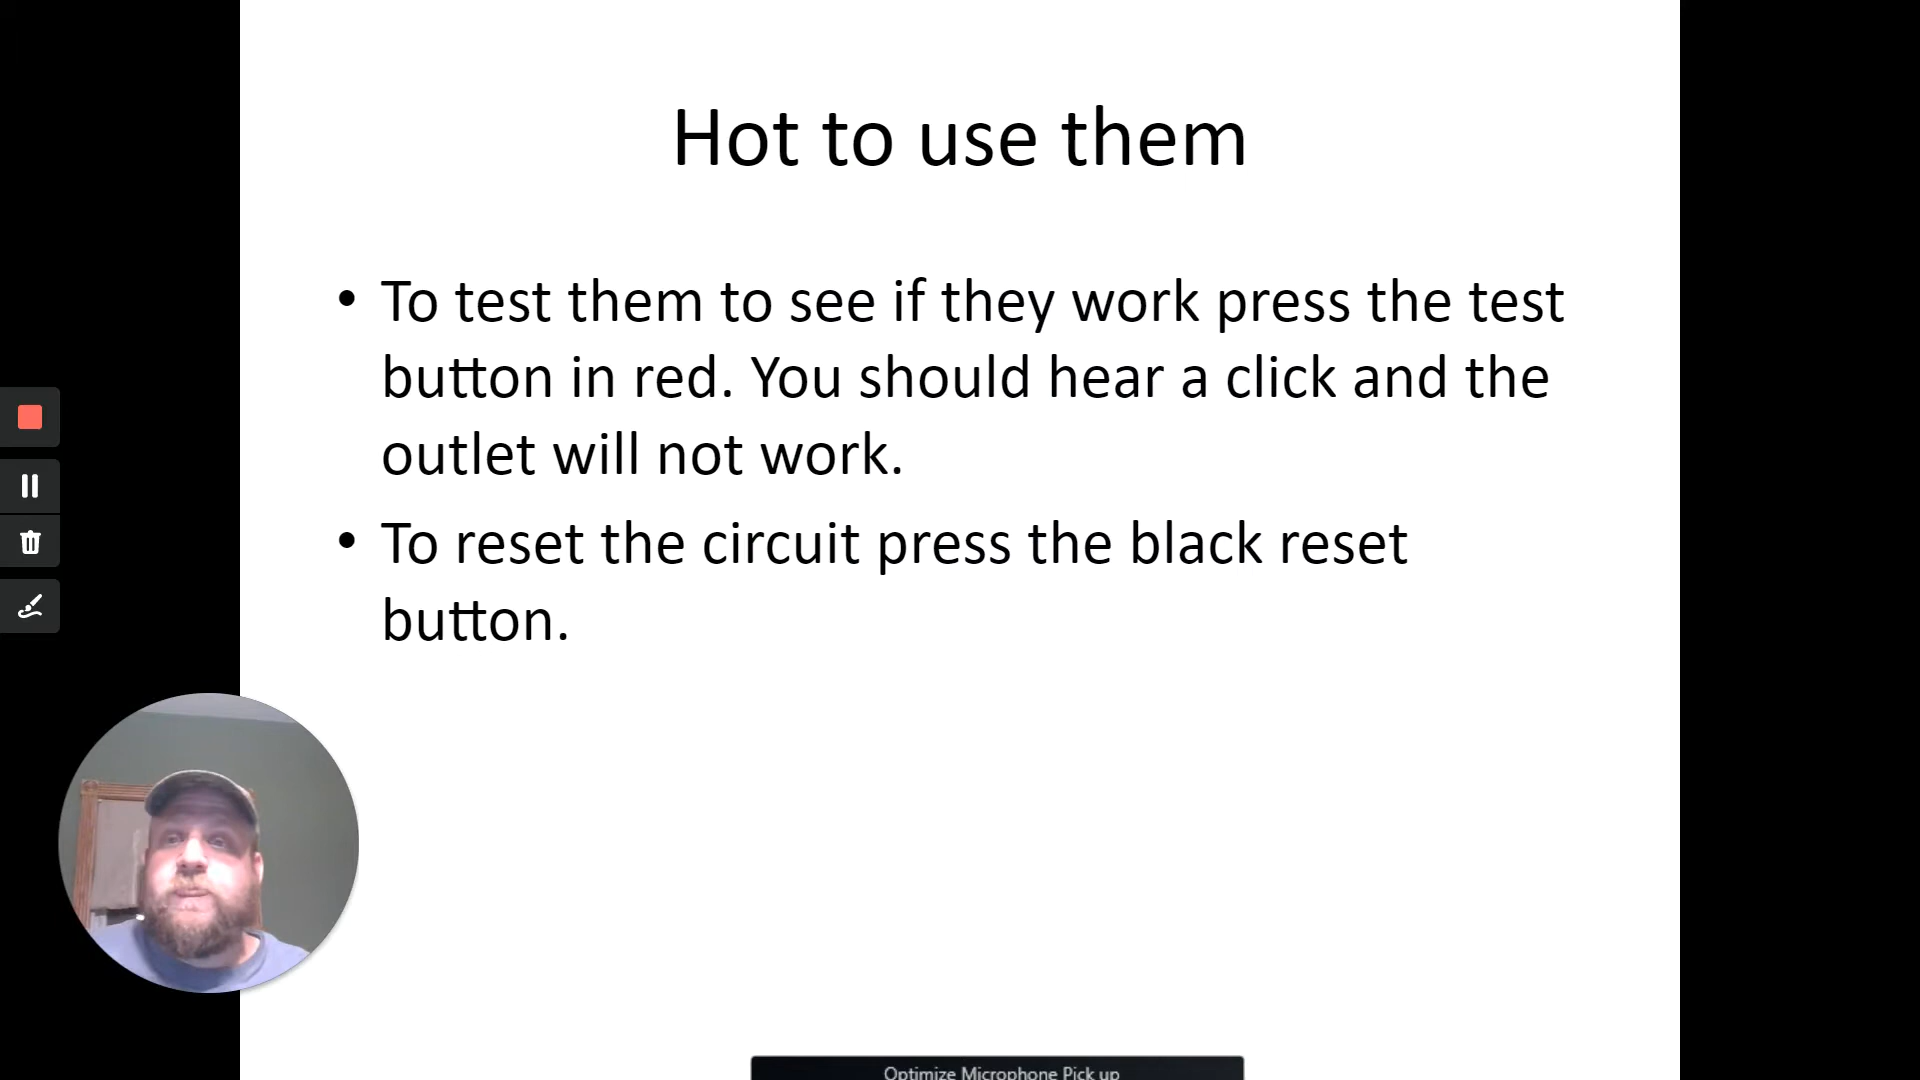 Hot to use them
• To test them to see if they work press the test
button in red. You should hear a click and the
outlet will not work.
• To reset the circuit press the black reset
button.
Optimize Microphone Pick up